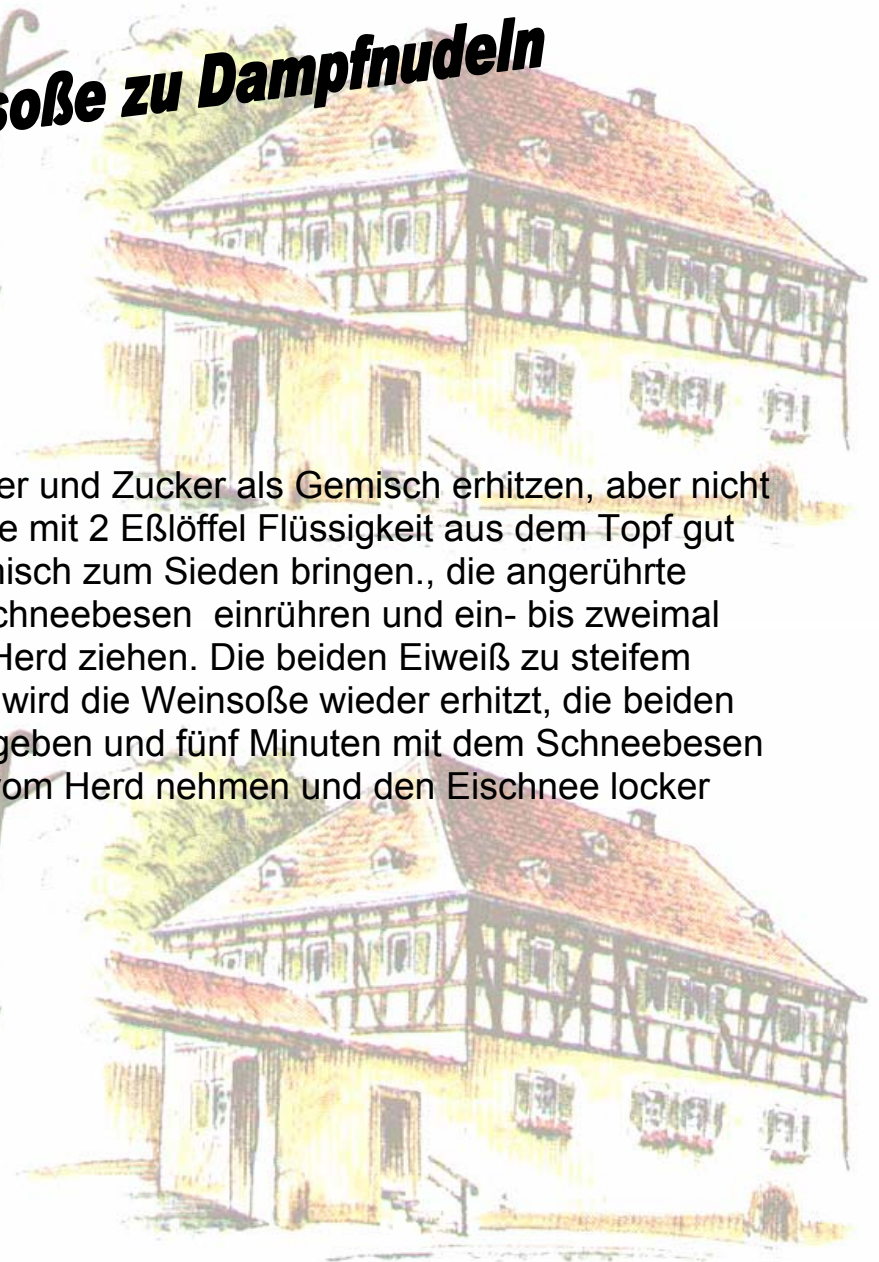 soße zu Dampfnudeln
er und Zucker als Gemisch erhitzen, aber nicht
e mit 2 Eßlöffel Flüssigkeit aus dem Topf gut
nisch zum Sieden bringen., die angerührte
chneebesen  einrühren und ein- bis zweimal
Herd ziehen. Die beiden Eiweiß zu steifem
wird die Weinsoße wieder erhitzt, die beiden
geben und fünf Minuten mit dem Schneebesen
vom Herd nehmen und den Eischnee locker